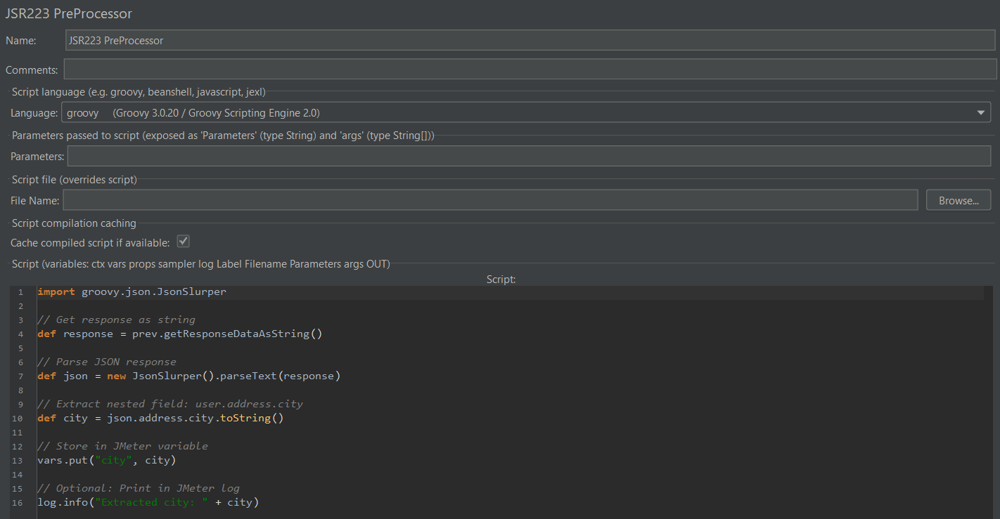 JSR223 PreProcessor
Name: JSR223 PreProcessor
Comments:
Script language (e.g. groovy, beanshell, javascript, jexl)
Language: groovy (Groovy 3.0.20 / Groovy Scripting Engine 2.0)
Parameters passed to script (exposed as 'Parameters' (type String) and 'args' (type String[]))
Parameters:
Script file (overrides script)
File Name: Browse...
Script compilation caching
Cache compiled script if available:
Script (variables: ctx vars props sampler log Label Filename Parameters args OUT)
Script:
1 import groovy.json.JsonSlurper
2
3 // Get response as string
4 def response = prev.getResponseDataAsString()
5
6 // Parse JSON response
7 def json = new JsonSlurper().parseText(response)
8
9 // Extract nested field: user.address.city
10 def city = json.address.city.toString()
11
12 // Store in JMeter variable
13 vars.put("city", city)
14
15 // Optional: Print in JMeter log
16 log.info("Extracted city: " + city)